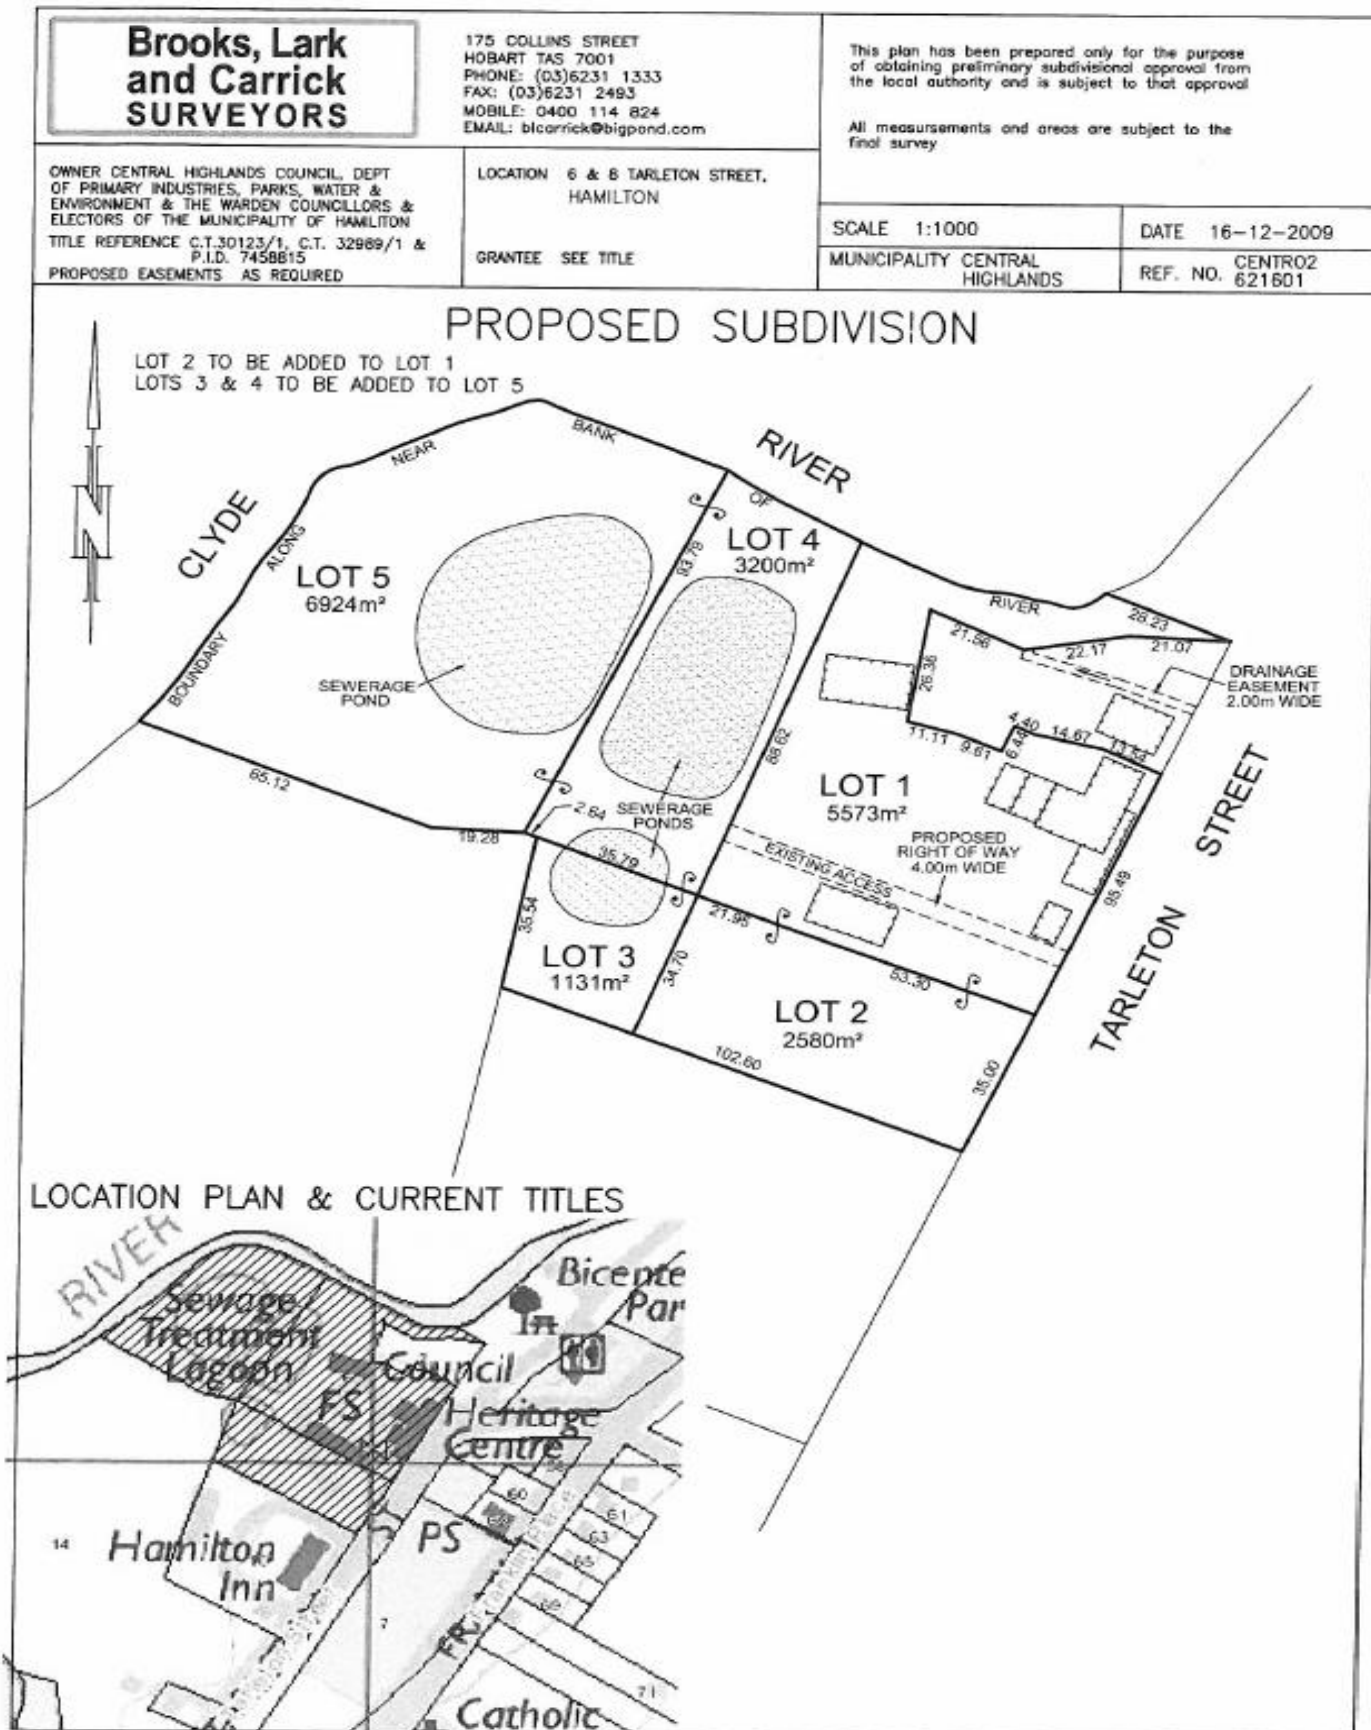 Brooks, Lark
and Carrick
SURVEYORS
175 COLLINS STREET
HOBART TAS 7001
PHONE: (03)6231 1333
FAX: (03)6231 2493
MOBILE: 0400 114 824
EMAIL: blcarrick@bigpond.com
This plan has been prepared only for the purpose
of obtaining preliminary subdivisional approval from
the local authority and is subject to that approval
All measursements and areas are subject to the
final survey
OWNER CENTRAL HIGHLANDS COUNCIL, DEPT
OF PRIMARY INDUSTRIES, PARKS, WATER &
ENVIRONMENT & THE WARDEN COUNCILLORS &
ELECTORS OF THE MUNICIPALITY OF HAMILITON
TITLE REFERENCE C.T.30123/1, C.T. 32989/1 &
P.I.D. 7458815
PROPOSED EASEMENTS AS REQUIRED
LOCATION 6 & 8 TARLETON STREET,
HAMILTON
GRANTEE SEE TITLE
SCALE 1:1000
DATE 16-12-2009
MUNICIPALITY CENTRAL
HIGHLANDS
REF. NO. CENTRO2
621601
PROPOSED SUBDIVISION
LOT 2 TO BE ADDED TO LOT 1
LOTS 3 & 4 TO BE ADDED TO LOT 5
N
CLYDE
RIVER
BOUNDARY
ALONG
NEAR
BANK
OF
RIVER
LOT 5
6924m²
SEWERAGE
POND
65.12
19.28
93.78
LOT 4
3200m²
88.62
SEWERAGE
PONDS
2.64
35.79
35.54
LOT 3
1131m²
34.70
28.23
21.56
22.17
21.07
26.36
DRAINAGE
EASEMENT
2.00m WIDE
11.11
9.61
6.44
4.40
14.67
13.54
LOT 1
5573m²
PROPOSED
RIGHT OF WAY
4.00m WIDE
EXISTING ACCESS
95.49
21.95
53.30
LOT 2
2580m²
102.60
35.00
TARLETON STREET
LOCATION PLAN & CURRENT TITLES
RIVER
Sewage
Treatment
Lagoon
FS
Council
Heritage
Centre
Bicente
Par
PS
Hamilton
Inn
14
7
60
61
63
65
71
Catholic